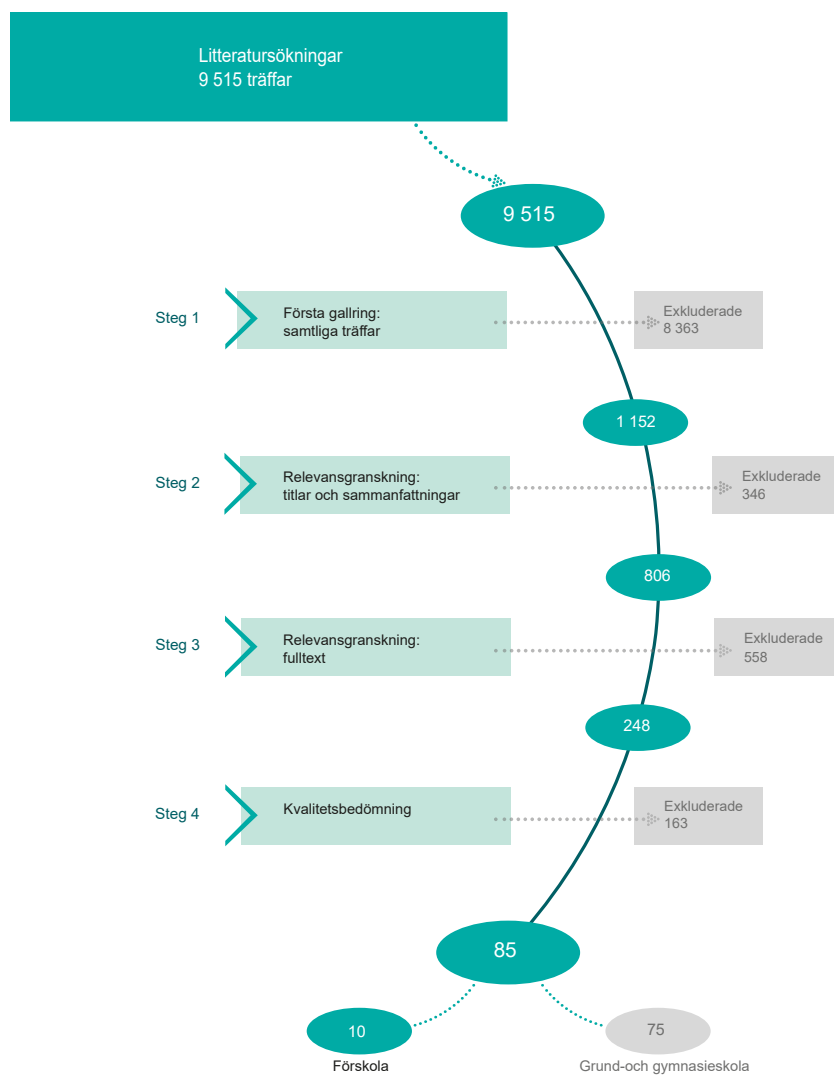 Litteratursökningar
9 515 träffar
9 515
Steg 1
Första gallring:
samtliga träffar
Exkluderade
8 363
1 152
Steg 2
Relevansgranskning:
titlar och sammanfattningar
Exkluderade
346
806
Steg 3
Relevansgranskning:
fulltext
Exkluderade
558
248
Steg 4
Kvalitetsbedömning
Exkluderade
163
85
10
75
Förskola
Grund-och gymnasieskola